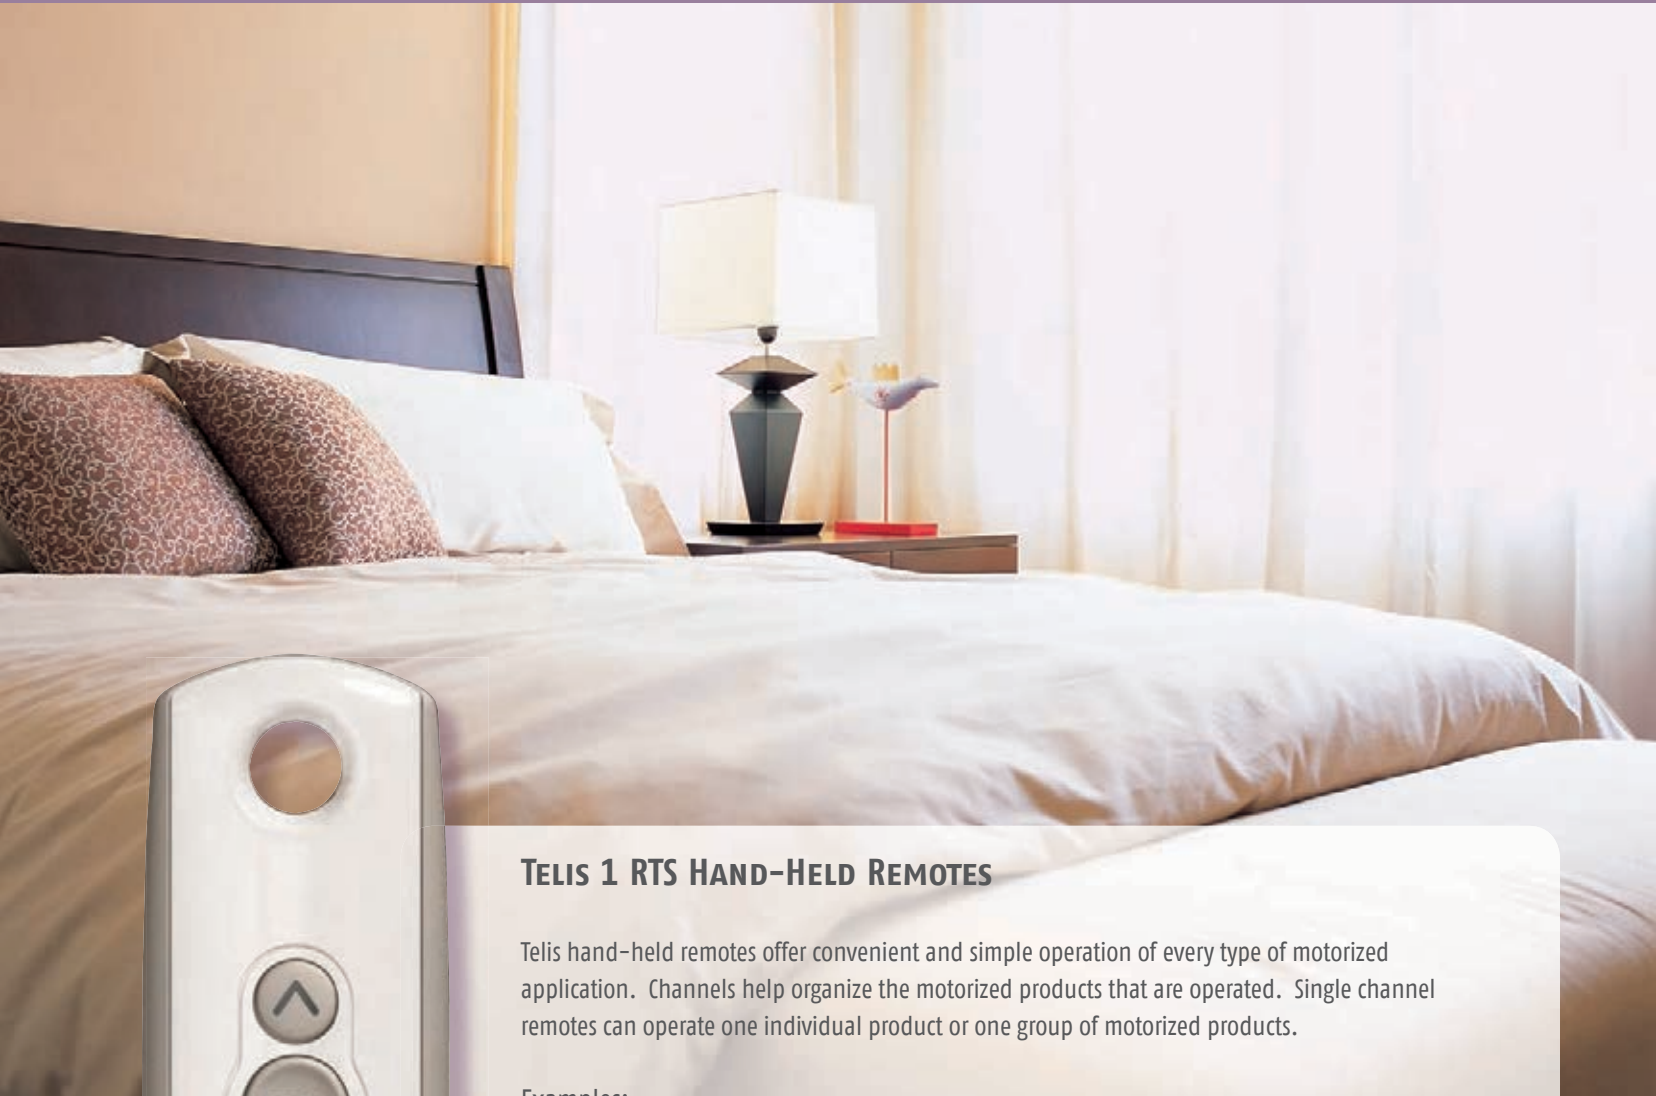 Telis 1 RTS Hand-Held Remotes
Telis hand-held remotes offer convenient and simple operation of every type of motorized
application. Channels help organize the motorized products that are operated. Single channel
remotes can operate one individual product or one group of motorized products.
Examples: